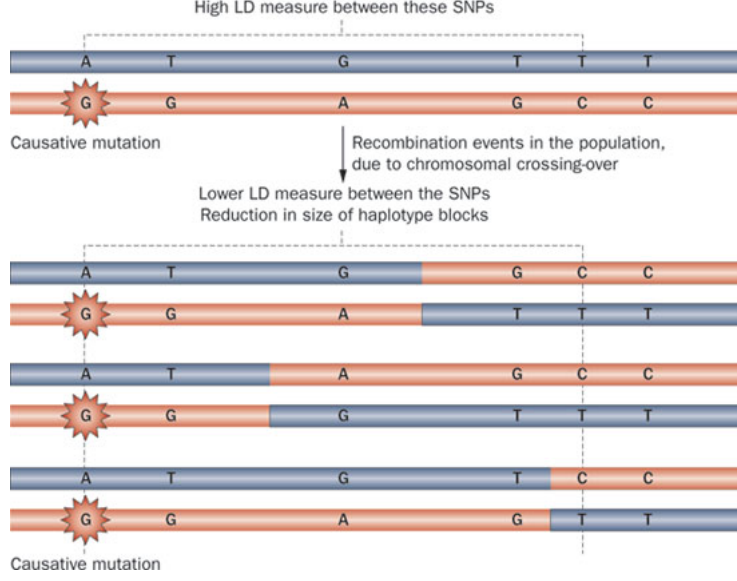 High LD measure between these SNPs
A T G T T T
G G A G C C
Causative mutation
Recombination events in the population,
due to chromosomal crossing-over
Lower LD measure between the SNPs
Reduction in size of haplotype blocks
A T G G C C
G G A T T T
A T A G C C
G G G T T T
A T G T C C
G G A G T T
Causative mutation